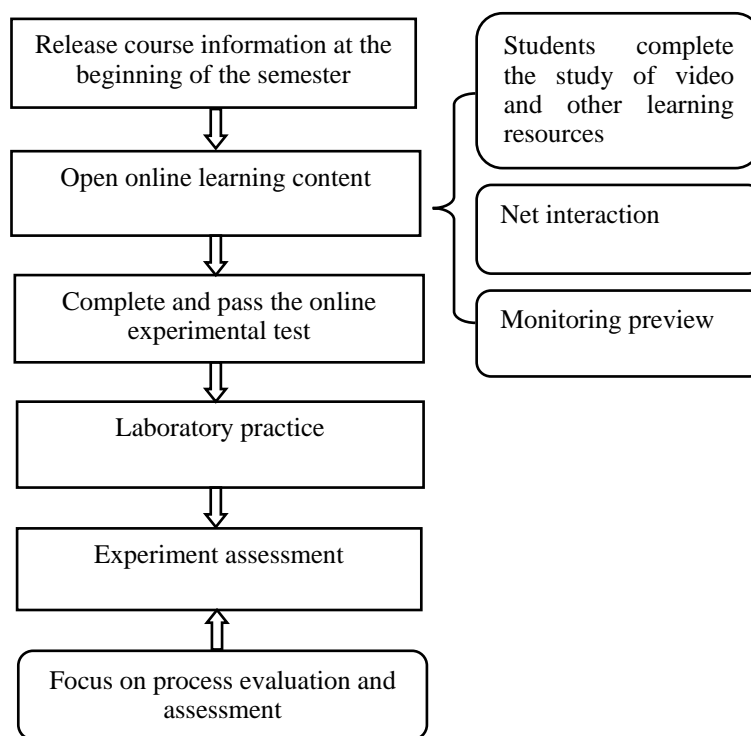 Release course information at the
beginning of the semester
Open online learning content
Students complete
the study of video
and other learning
resources
Net interaction
Monitoring preview
Complete and pass the online
experimental test
Laboratory practice
Experiment assessment
Focus on process evaluation and
assessment